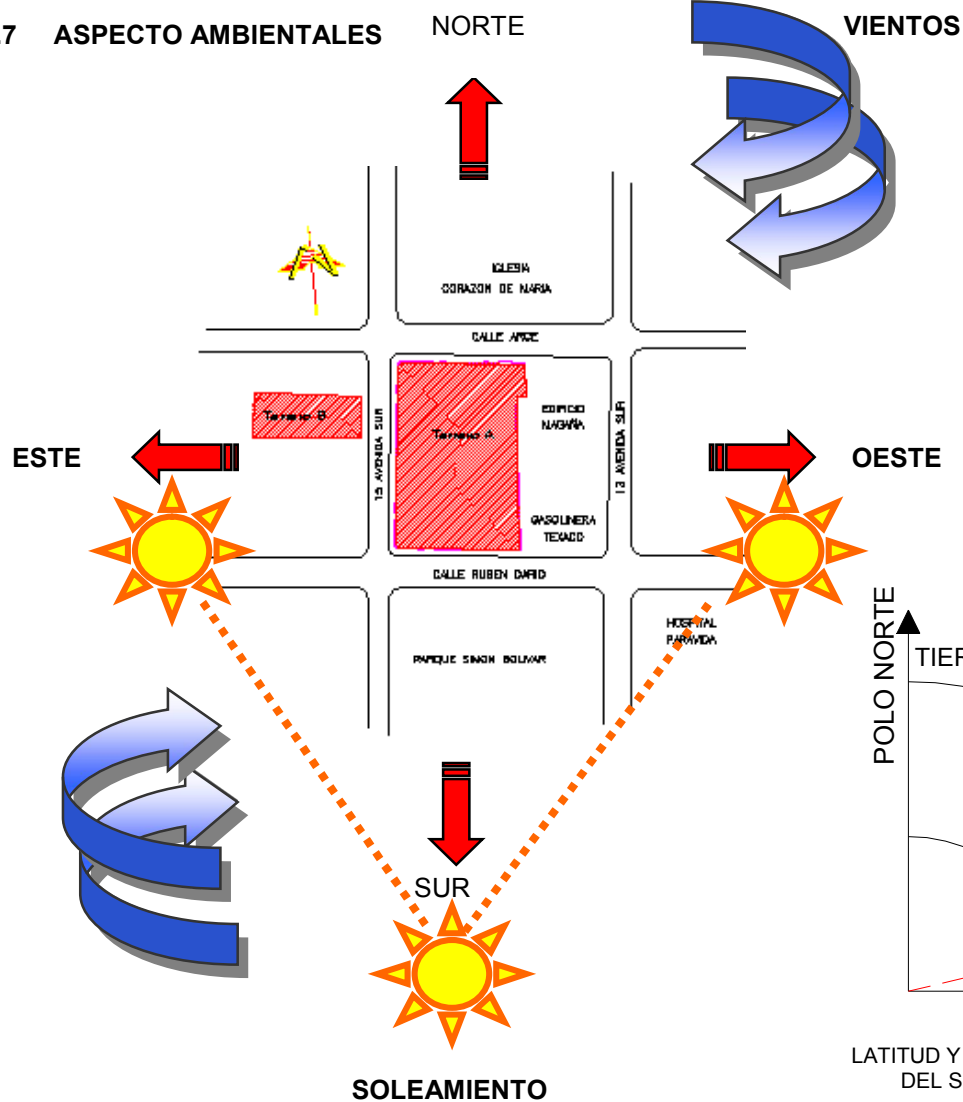 .7 ASPECTO AMBIENTALES
NORTE
VIENTOS
IGLESIA
CORAZON DE MARIA
CALLE ARCE
Terreno B
15 AVENIDA SUR
Terreno A
EDIFICIO
MAGAÑA
13 AVENIDA SUR
ESTE
OESTE
GASOLINERA
TEXACO
CALLE RUBEN DARIO
HOSPITAL
PARAVIDA
PARQUE SIMON BOLIVAR
POLO NORTE
TIER
SUR
LATITUD Y
DEL S
SOLEAMIENTO